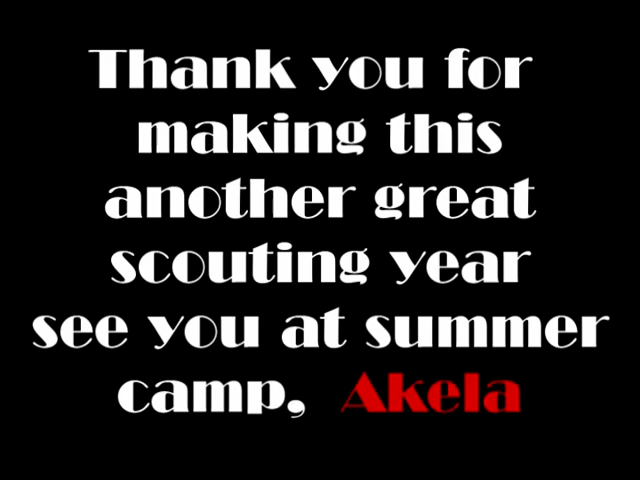 Thank you for
making this
another great
scouting year
see you at summer
camp, Akela